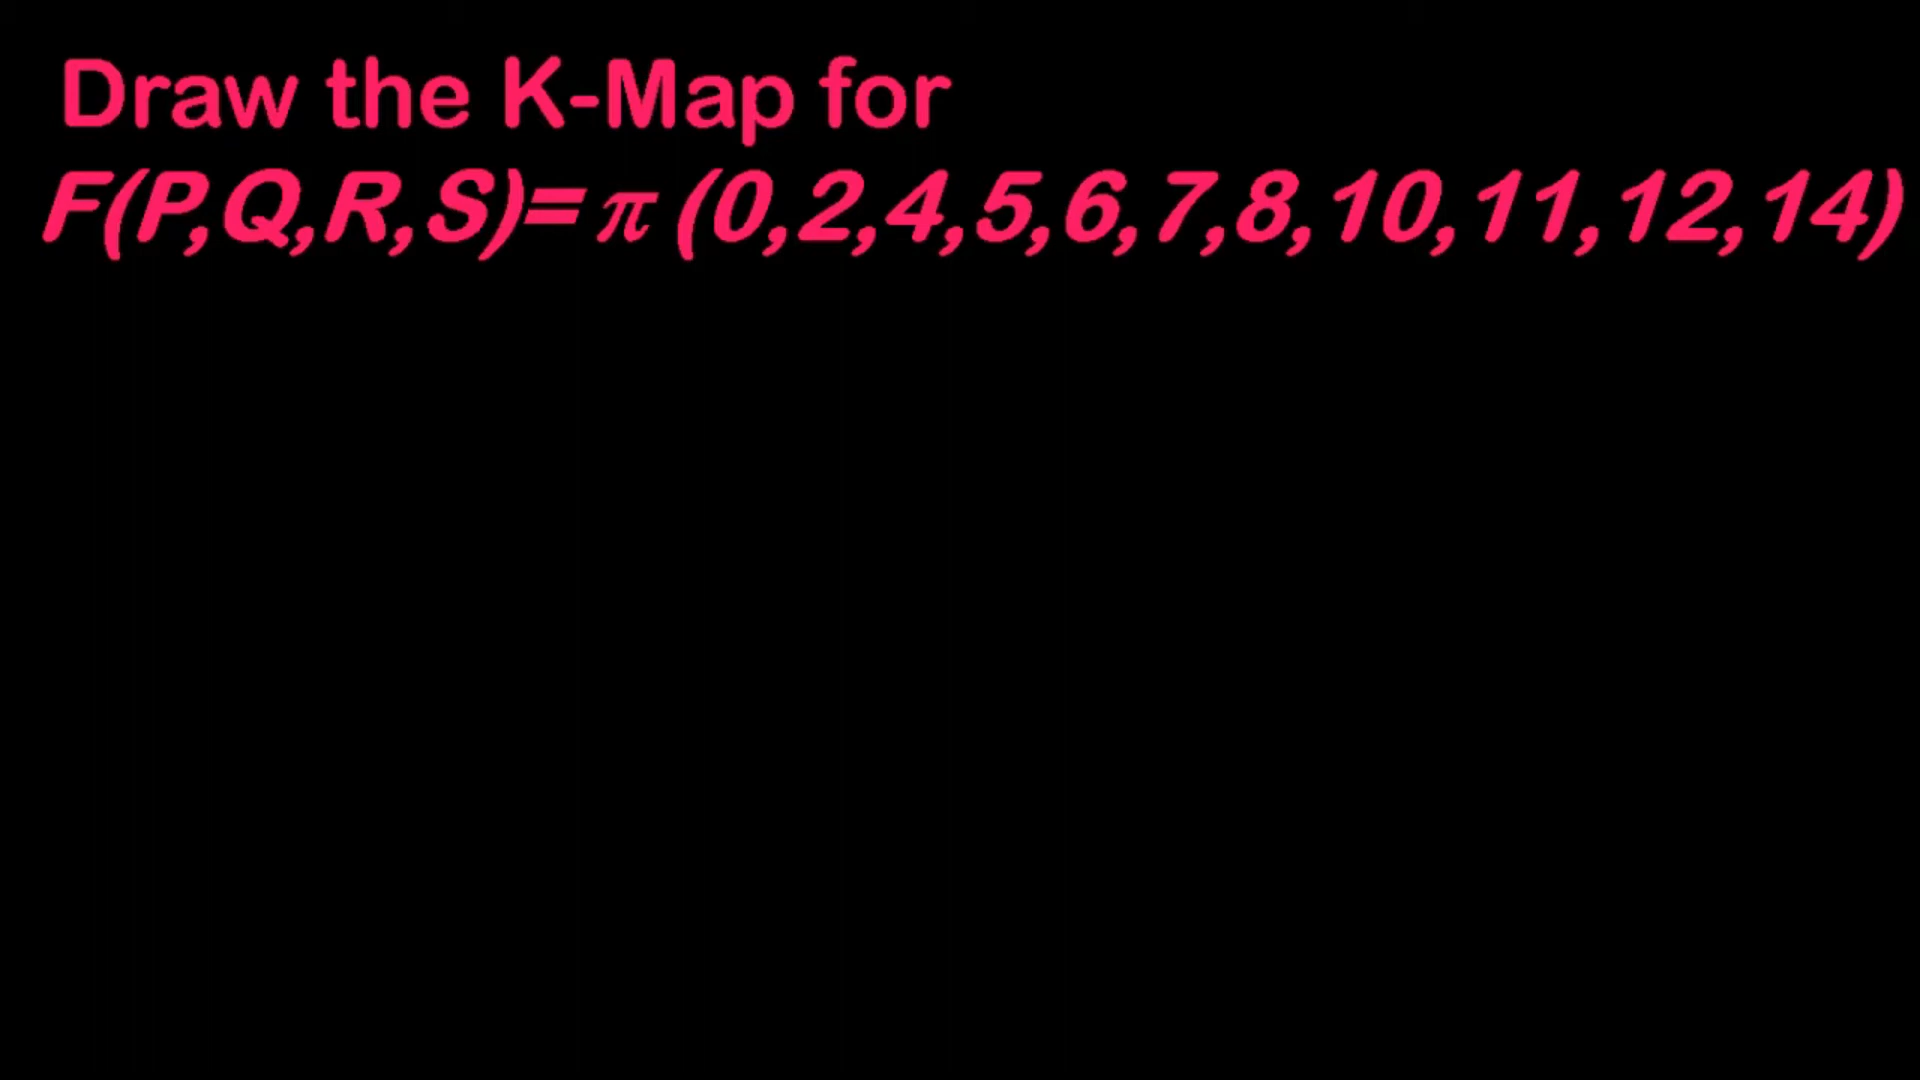 Draw the K-Map for
F(P,Q,R,S)=π (0,2,4,5,6,7,8,10,11,12,14)